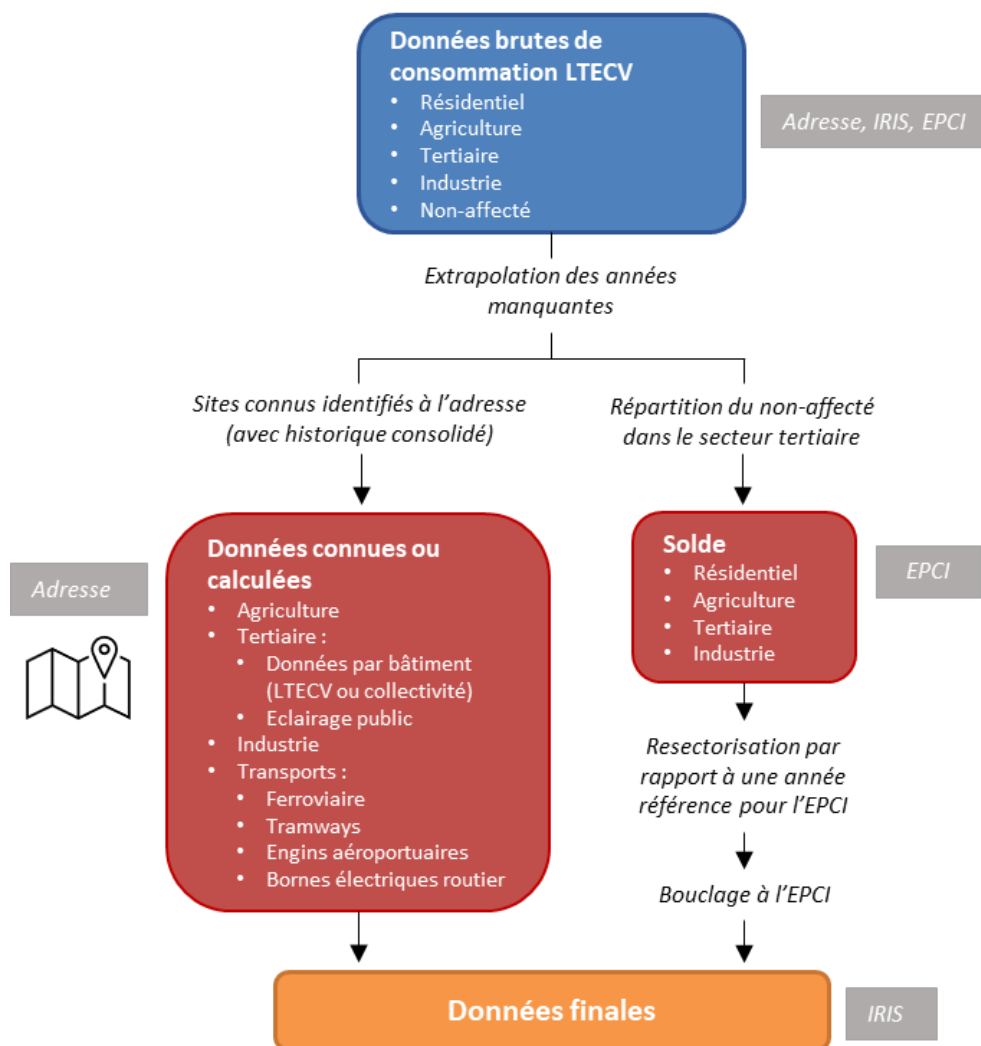 Données brutes de
consommation LTECV
• Résidentiel
• Agriculture
• Tertiaire
• Industrie
• Non-affecté
Adresse, IRIS, EPCI
Extrapolation des années
manquantes
Sites connus identifiés à l'adresse
(avec historique consolidé)
Répartition du non-affecté
dans le secteur tertiaire
Adresse
Données connues ou
calculées
• Agriculture
• Tertiaire :
• Données par bâtiment
(LTECV ou collectivité)
• Eclairage public
• Industrie
• Transports :
• Ferroviaire
• Tramways
• Engins aéroportuaires
• Bornes électriques routier
Solde
• Résidentiel
• Agriculture
• Tertiaire
• Industrie
EPCI
Resectorisation par
rapport à une année
référence pour l'EPCI
Bouclage à l'EPCI
Données finales
IRIS